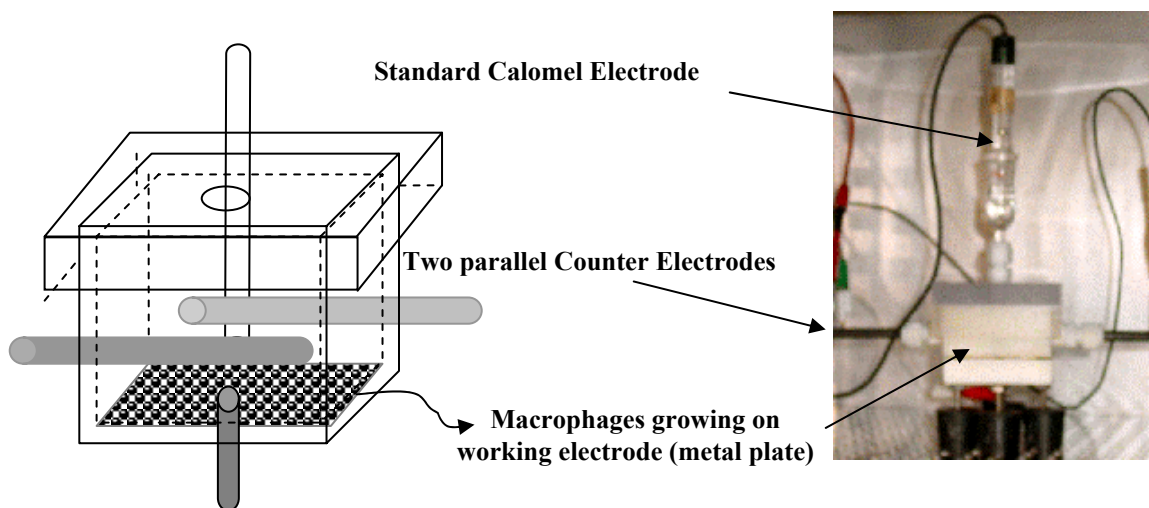 Standard Calomel Electrode
Two parallel Counter Electrodes
Macrophages growing on
working electrode (metal plate)